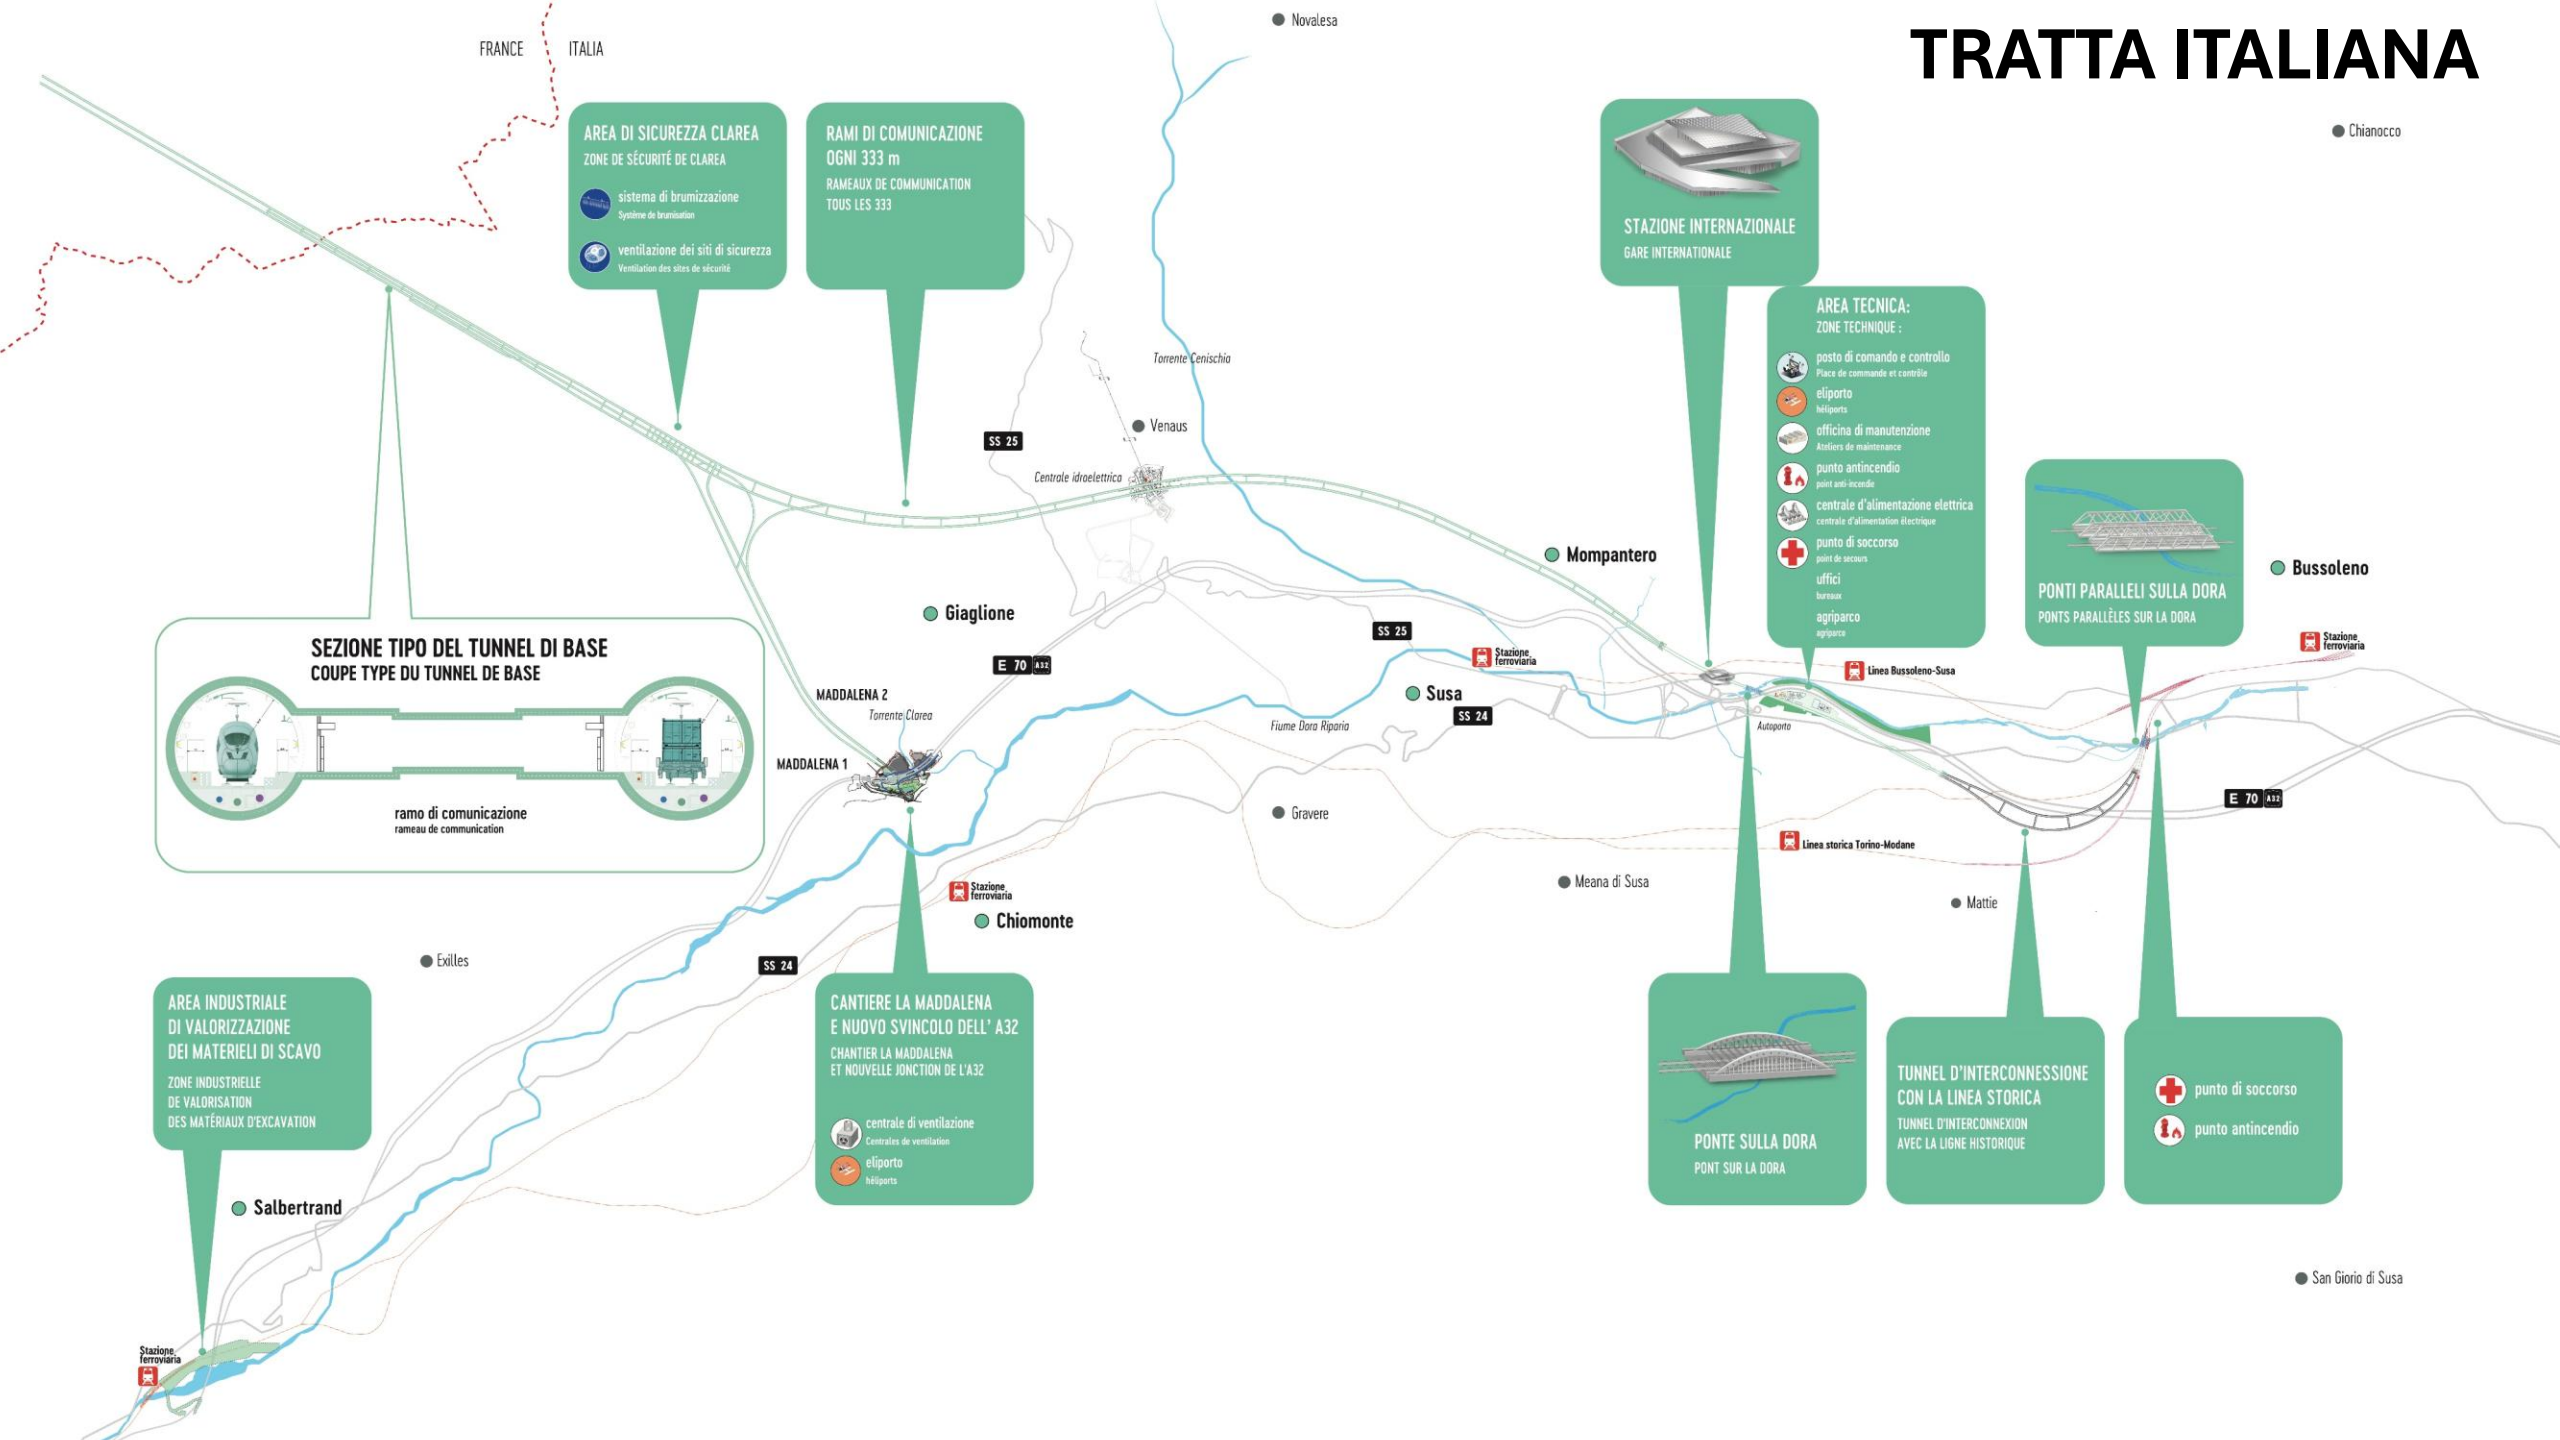 TRATTA ITALIANA
FRANCE
ITALIA
Novalesa
Chianocco
AREA DI SICUREZZA CLAREA
ZONE DE SÉCURITÉ DE CLAREA
sistema di brumizzazione
Système de brumisation
ventilazione dei siti di sicurezza
Ventilation des sites de sécurité
RAMI DI COMUNICAZIONE
OGNI 333 m
RAMEAUX DE COMMUNICATION
TOUS LES 333
STAZIONE INTERNAZIONALE
GARE INTERNATIONALE
AREA TECNICA:
ZONE TECHNIQUE :
posto di comando e controllo
Place de commande et contrôle
eliporto
héliports
officina di manutenzione
Ateliers de maintenance
punto antincendio
point anti-incendie
centrale d'alimentazione elettrica
centrale d'alimentation électrique
punto di soccorso
point de secours
uffici
bureaux
agriparco
agriparco
Torrente Cenischia
Venaus
SS 25
Centrale idroelettrica
Mompantero
PONTI PARALLELI SULLA DORA
PONTS PARALLÈLES SUR LA DORA
Bussoleno
Stazione
ferroviaria
Giaglione
SS 25
E 70 A32
Stazione
ferroviaria
Linea Bussoleno-Susa
Susa
SS 24
Fiume Dora Riparia
Autoporto
SEZIONE TIPO DEL TUNNEL DI BASE
COUPE TYPE DU TUNNEL DE BASE
ramo di comunicazione
rameau de communication
MADDALENA 2
Torrente Clarea
MADDALENA 1
E 70 A32
Gravere
Linea storica Torino-Modane
Meana di Susa
Mattie
Stazione
ferroviaria
Chiomonte
Exilles
SS 24
AREA INDUSTRIALE
DI VALORIZZAZIONE
DEI MATERIELI DI SCAVO
ZONE INDUSTRIELLE
DE VALORISATION
DES MATÉRIAUX D'EXCAVATION
CANTIERE LA MADDALENA
E NUOVO SVINCOLO DELL' A32
CHANTIER LA MADDALENA
ET NOUVELLE JONCTION DE L'A32
centrale di ventilazione
Centrales de ventilation
eliporto
héliports
PONTE SULLA DORA
PONT SUR LA DORA
TUNNEL D'INTERCONNESSIONE
CON LA LINEA STORICA
TUNNEL D'INTERCONNEXION
AVEC LA LIGNE HISTORIQUE
punto di soccorso
punto antincendio
Salbertrand
San Giorio di Susa
Stazione
ferroviaria